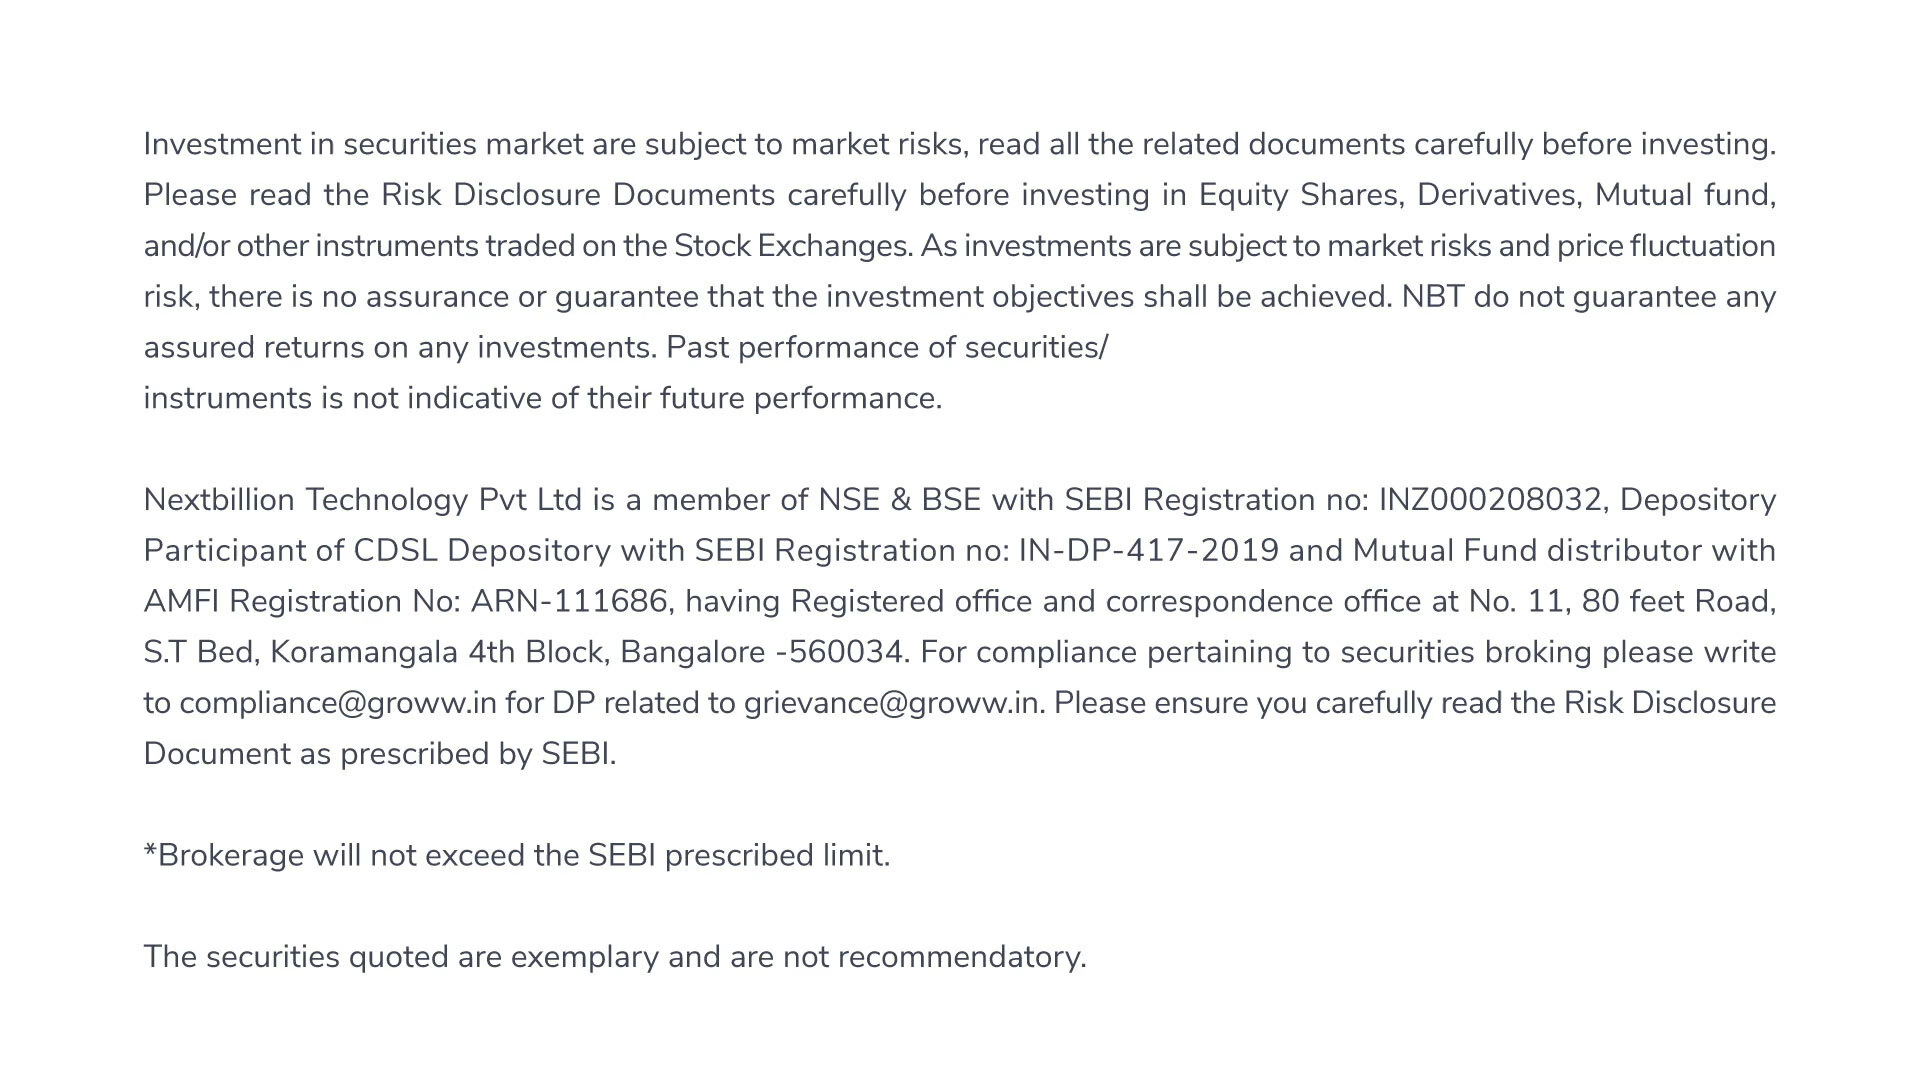 Investment in securities market are subject to market risks, read all the related documents carefully before investing.
Please read the Risk Disclosure Documents carefully before investing in Equity Shares, Derivatives, Mutual fund,
and/or other instruments traded on the Stock Exchanges. As investments are subject to market risks and price fluctuation
risk, there is no assurance or guarantee that the investment objectives shall be achieved. NBT do not guarantee any
assured returns on any investments. Past performance of securities/
instruments is not indicative of their future performance.
Nextbillion Technology Pvt Ltd is a member of NSE & BSE with SEBI Registration no: INZ000208032, Depository
Participant of CDSL Depository with SEBI Registration no: IN-DP-417-2019 and Mutual Fund distributor with
AMFI Registration No: ARN-111686, having Registered office and correspondence office at No. 11, 80 feet Road,
S.T Bed, Koramangala 4th Block, Bangalore -560034. For compliance pertaining to securities broking please write
to compliance@groww.in for DP related to grievance@groww.in. Please ensure you carefully read the Risk Disclosure
Document as prescribed by SEBI.
*Brokerage will not exceed the SEBI prescribed limit.
The securities quoted are exemplary and are not recommendatory.